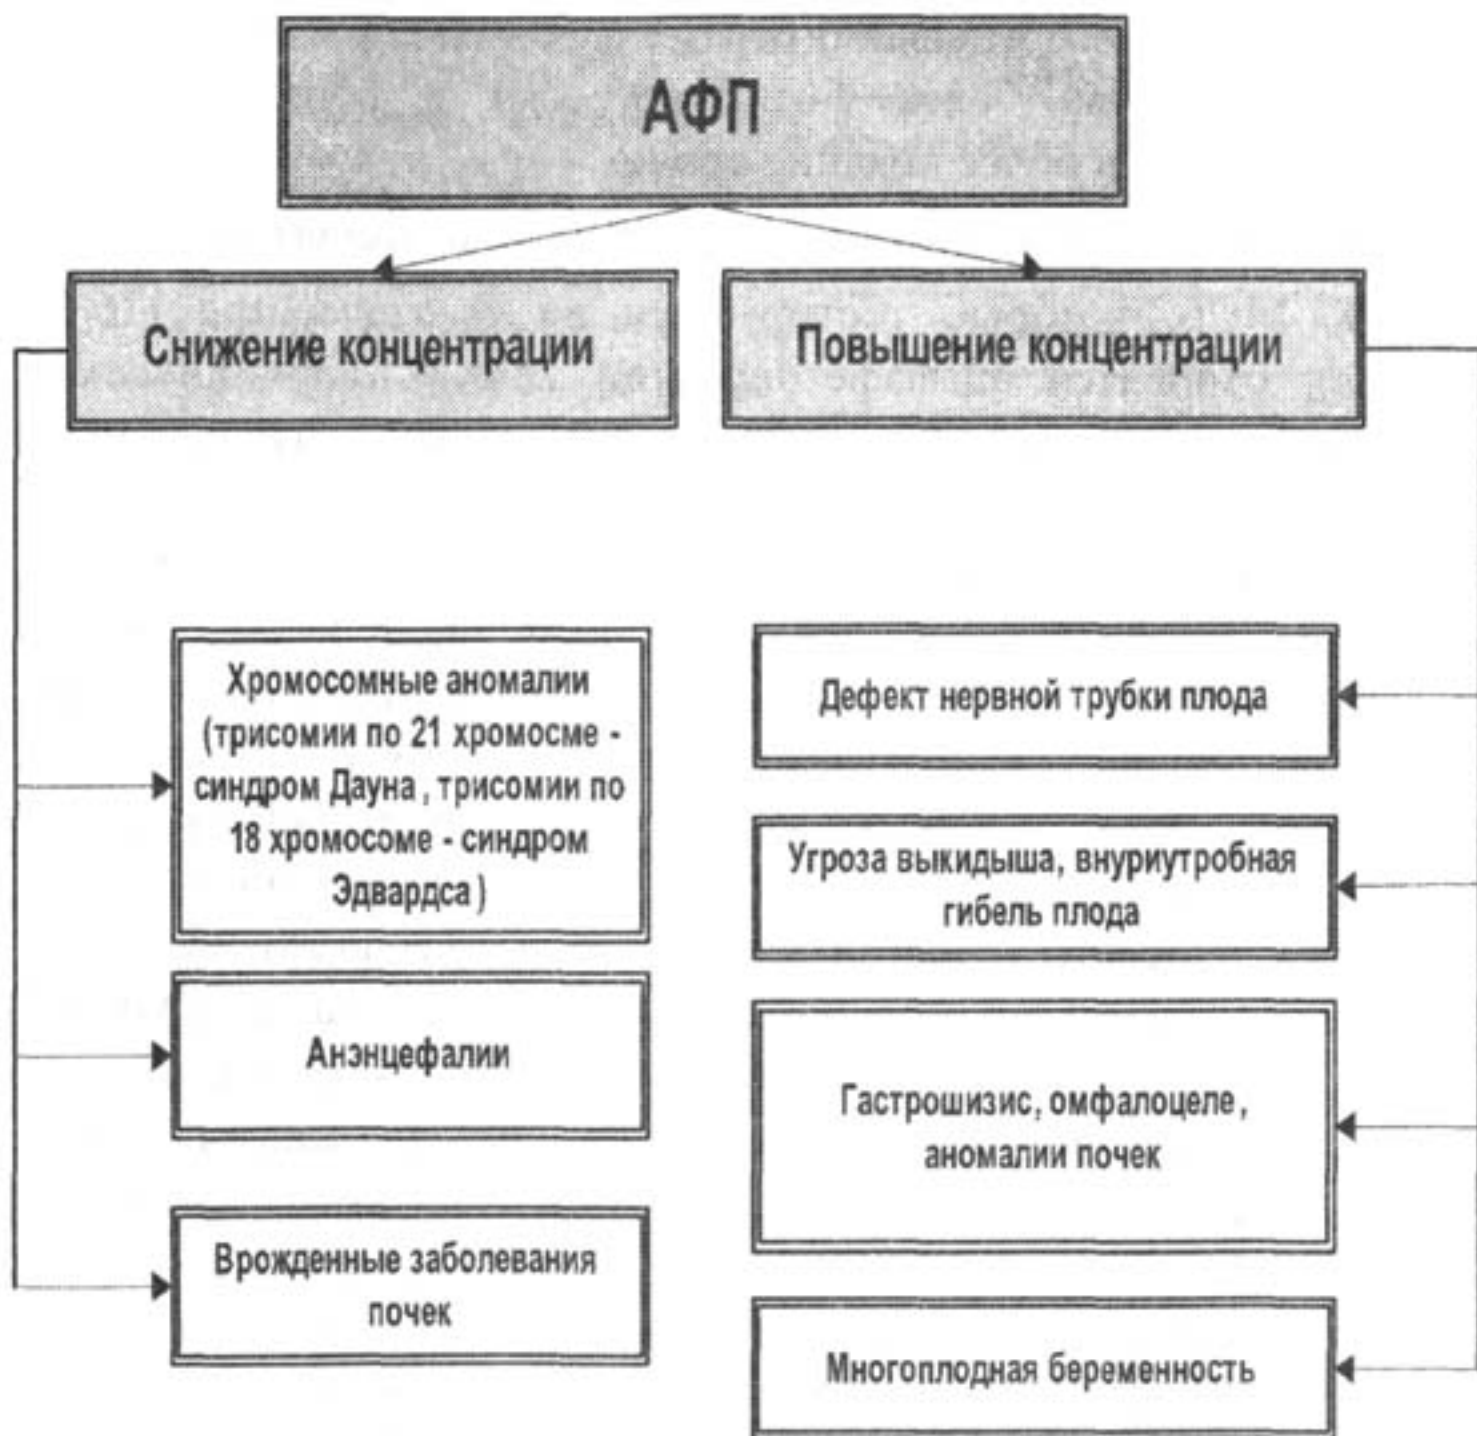 АФП
Снижение концентрации
Повышение концентрации
Хромосомные аномалии
(трисомии по 21 хромосме -
синдром Дауна, трисомии по
18 хромосоме - синдром
Эдвардса)
Анэнцефалии
Врожденные заболевания
почек
Дефект нервной трубки плода
Угроза выкидыша, внуриутробная
гибель плода
Гастрошизис, омфалоцеле,
аномалии почек
Многоплодная беременность